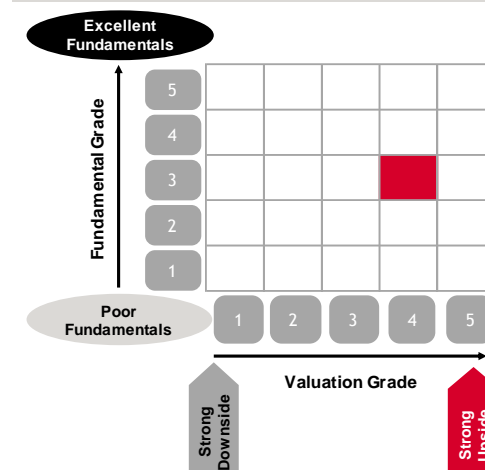 Excellent
Fundamentals
Fundamental Grade
5
4
3
2
1
Poor
Fundamentals
1
2
3
4
5
Valuation Grade
Strong
Downside
Strong
Upside